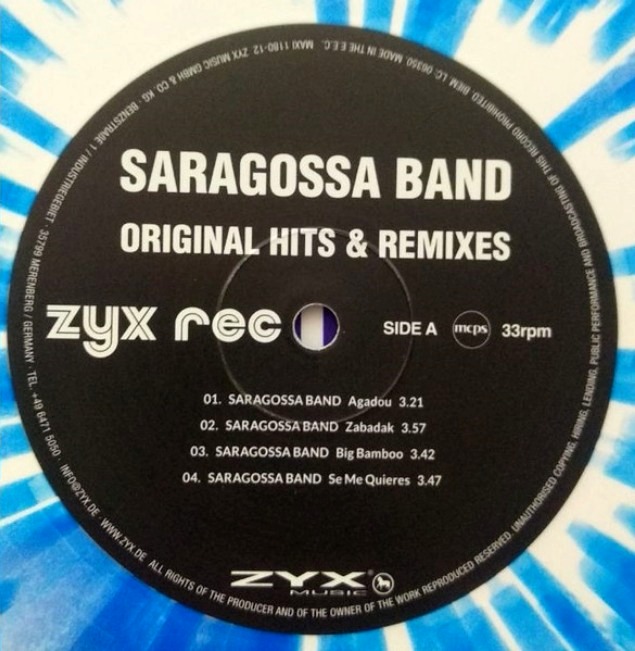 SARAGOSSA BAND
ORIGINAL HITS & REMIXES
zyx rec
SIDE A mcps 33rpm
01. SARAGOSSA BAND Agadou 3.21
02. SARAGOSSA BAND Zabadak 3.57
03. SARAGOSSA BAND Big Bamboo 3.42
04. SARAGOSSA BAND Se Me Quieres 3.47
ZYX®
MUSIC
ALL RIGHTS OF THE PRODUCER AND OF THE OWNER OF THE WORK REPRODUCED RESERVED. UNAUTHORISED COPYING, HIRING, LENDING, PUBLIC PERFORMANCE AND BROADCASTING OF THIS RECORD PROHIBITED. BIEM. LC: 06350. MADE IN THE E.E.C. MAXI 1180-12 ZYX MUSIC GMBH & CO. KG · BENZSTRAßE 1 / INDUSTRIEGEBIET · 35799 MERENBERG / GERMANY · TEL. +49 6471 5050 · INFO@ZYX.DE · WWW.ZYX.DE